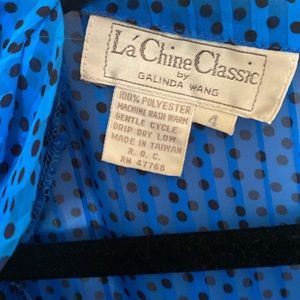 La Chine Classic
by
GALINDA WANG
100% POLYESTER
MACHINE WASH WARM
GENTLE CYCLE
DRIP DRY LOW
MADE IN TAIWAN
R. O. C.
RN 47768
4